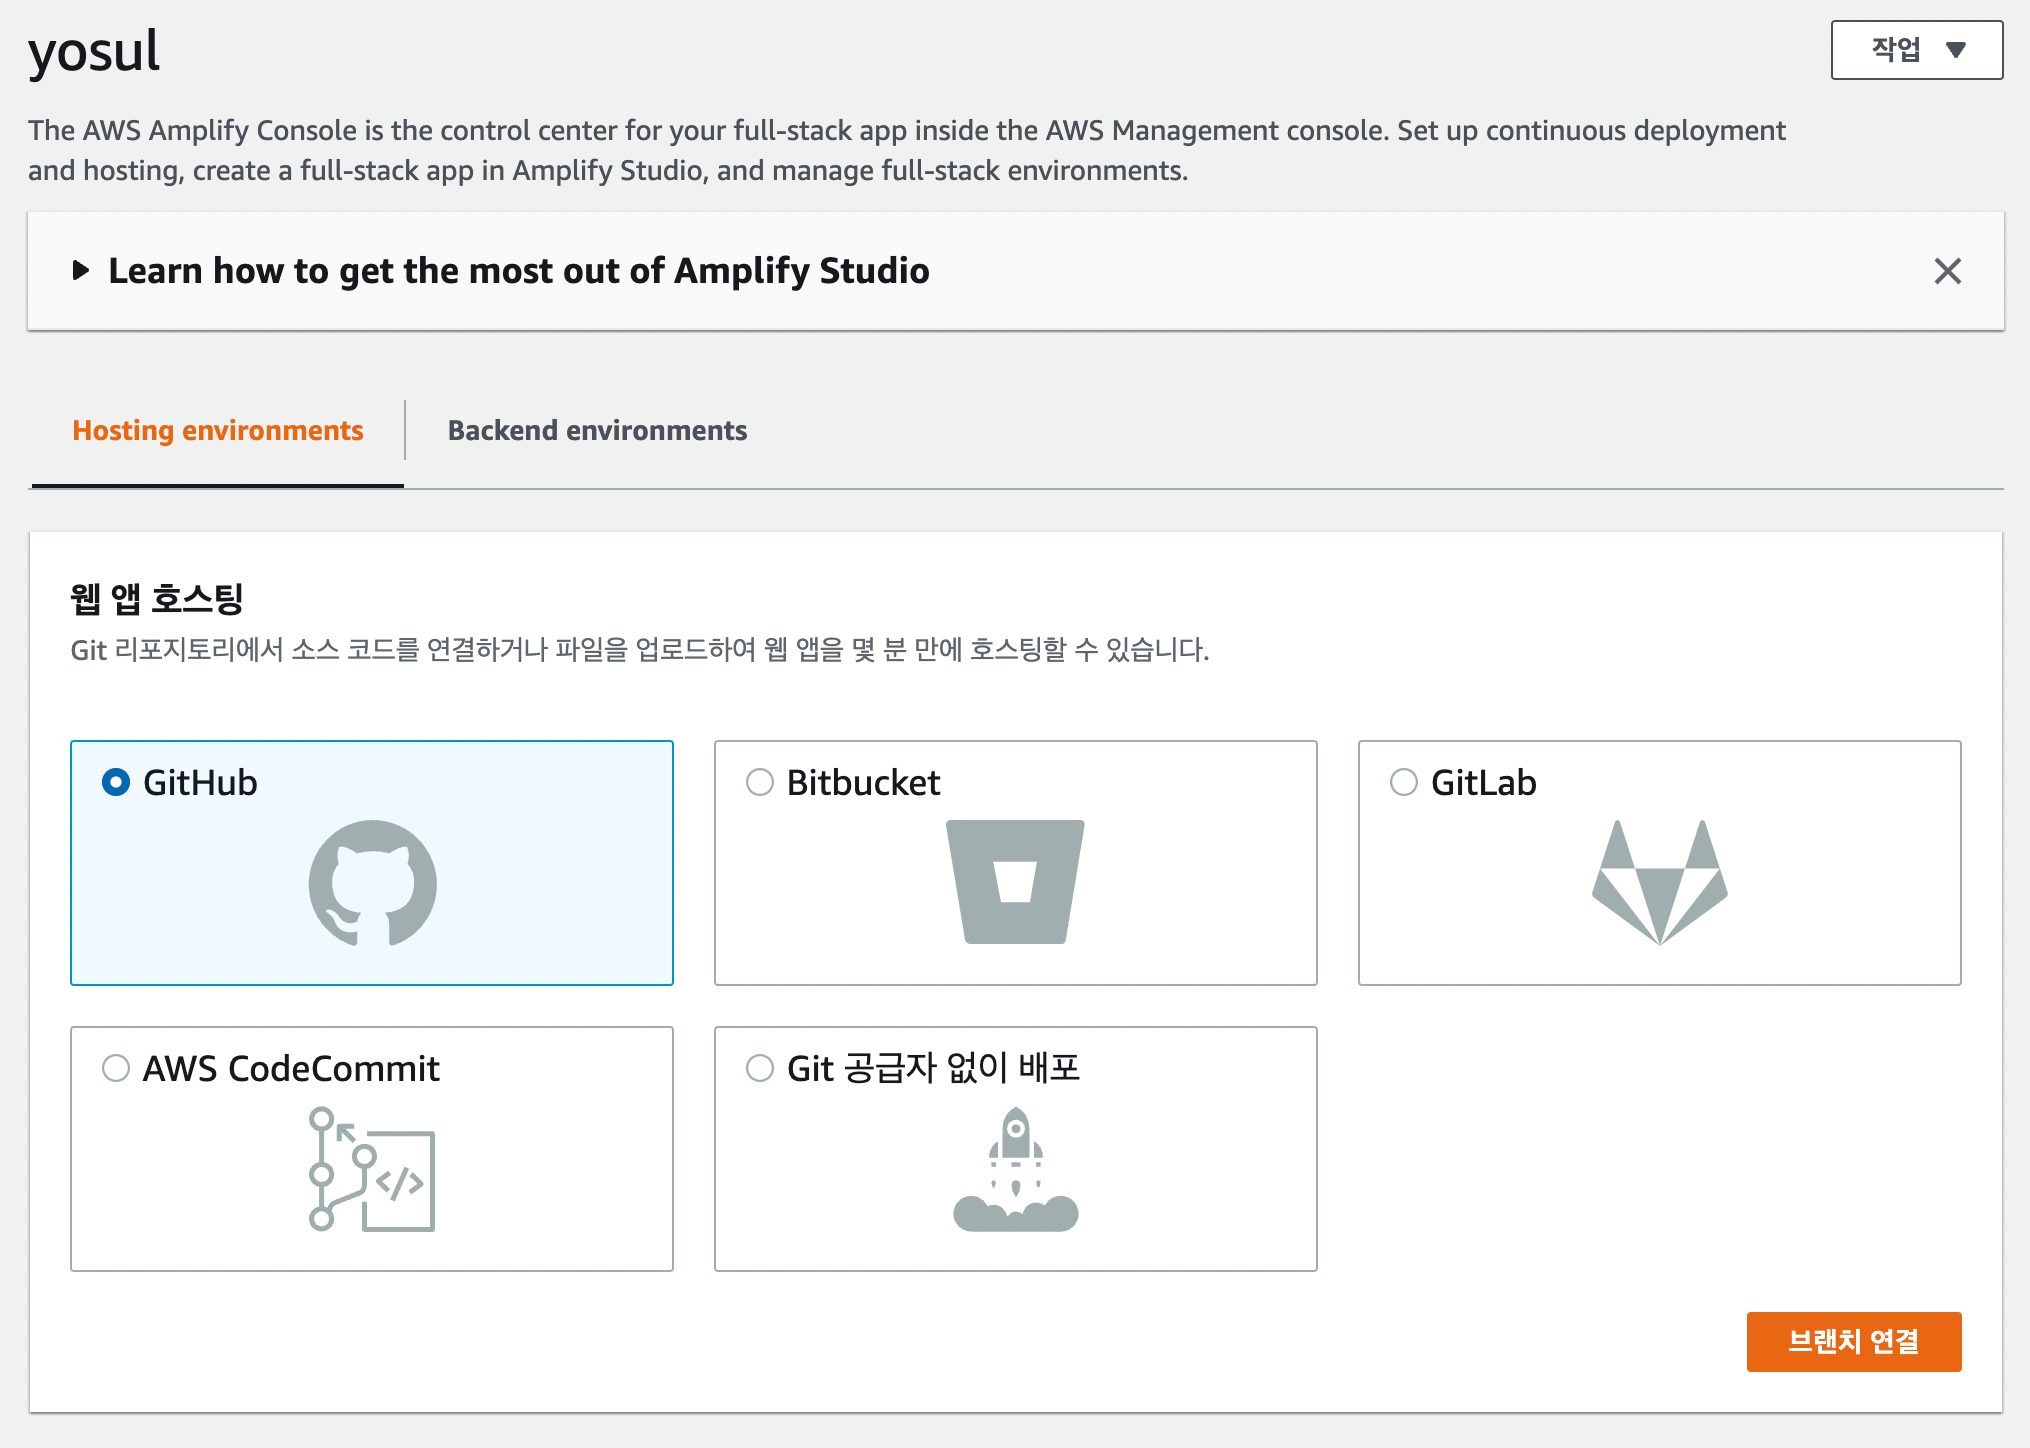 yosul
작업
The AWS Amplify Console is the control center for your full-stack app inside the AWS Management console. Set up continuous deployment
and hosting, create a full-stack app in Amplify Studio, and manage full-stack environments.
Learn how to get the most out of Amplify Studio
Hosting environments
Backend environments
웹 앱 호스팅
Git 리포지토리에서 소스 코드를 연결하거나 파일을 업로드하여 웹 앱을 몇 분 만에 호스팅할 수 있습니다.
GitHub
Bitbucket
GitLab
AWS CodeCommit
Git 공급자 없이 배포
브랜치 연결